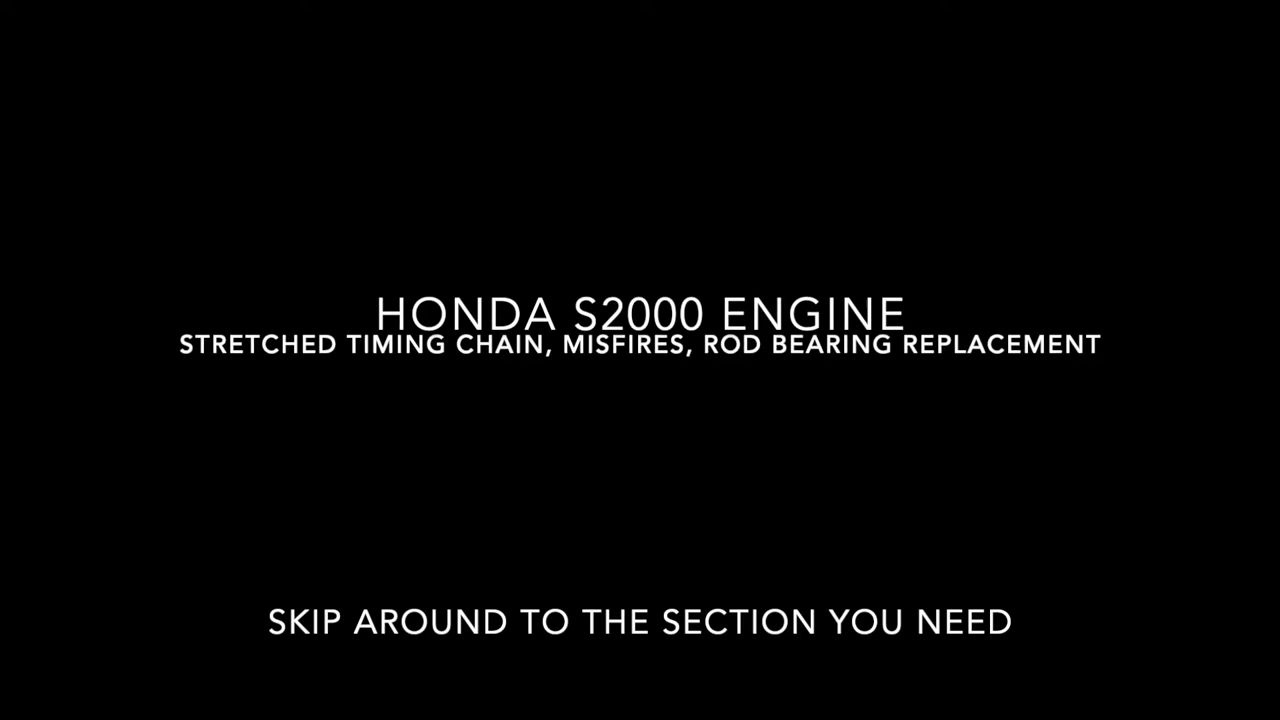 HONDA S2000 ENGINE
STRETCHED TIMING CHAIN, MISFIRES, ROD BEARING REPLACEMENT
SKIP AROUND TO THE SECTION YOU NEED